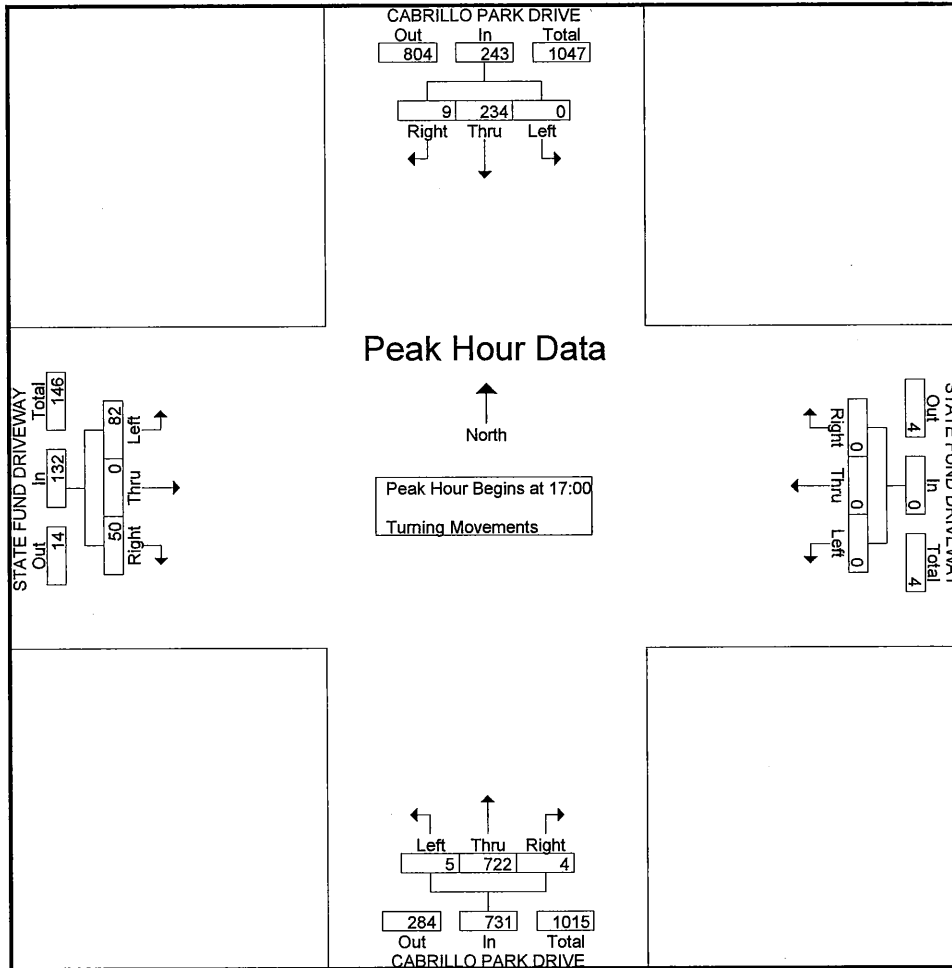 CABRILLO PARK DRIVE
Out In Total
804 243 1047
9 234 0
Right Thru Left
Peak Hour Data
North
Peak Hour Begins at 17:00
Turning Movements
STATE FUND DRIVEWAY
Out In Total
14 132 146
82 0 50
Left Thru Right
Right Thru Left
0 0 0
4 0 4
Out In Total
STATE FUND DRIVEWAY
Left Thru Right
5 722 4
284 731 1015
Out In Total
CABRILLO PARK DRIVE